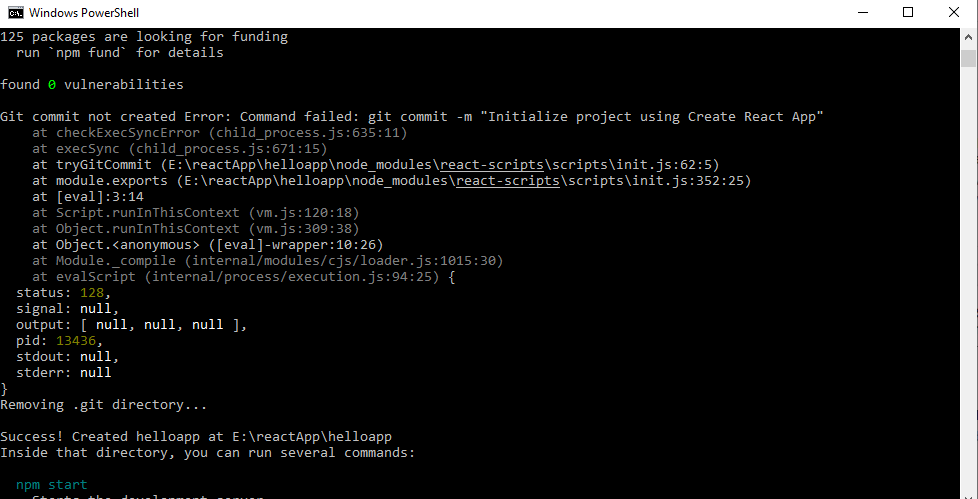 Windows PowerShell
125 packages are looking for funding
  run `npm fund` for details
found 0 vulnerabilities
Git commit not created Error: Command failed: git commit -m "Initialize project using Create React App"
    at checkExecSyncError (child_process.js:635:11)
    at execSync (child_process.js:671:15)
    at tryGitCommit (E:\reactApp\helloapp\node_modules\react-scripts\scripts\init.js:62:5)
    at module.exports (E:\reactApp\helloapp\node_modules\react-scripts\scripts\init.js:352:25)
    at [eval]:3:14
    at Script.runInThisContext (vm.js:120:18)
    at Object.runInThisContext (vm.js:309:38)
    at Object.<anonymous> ([eval]-wrapper:10:26)
    at Module._compile (internal/modules/cjs/loader.js:1015:30)
    at evalScript (internal/process/execution.js:94:25) {
  status: 128,
  signal: null,
  output: [ null, null, null ],
  pid: 13436,
  stdout: null,
  stderr: null
}
Removing .git directory...
Success! Created helloapp at E:\reactApp\helloapp
Inside that directory, you can run several commands:
  npm start
    Starts the development server